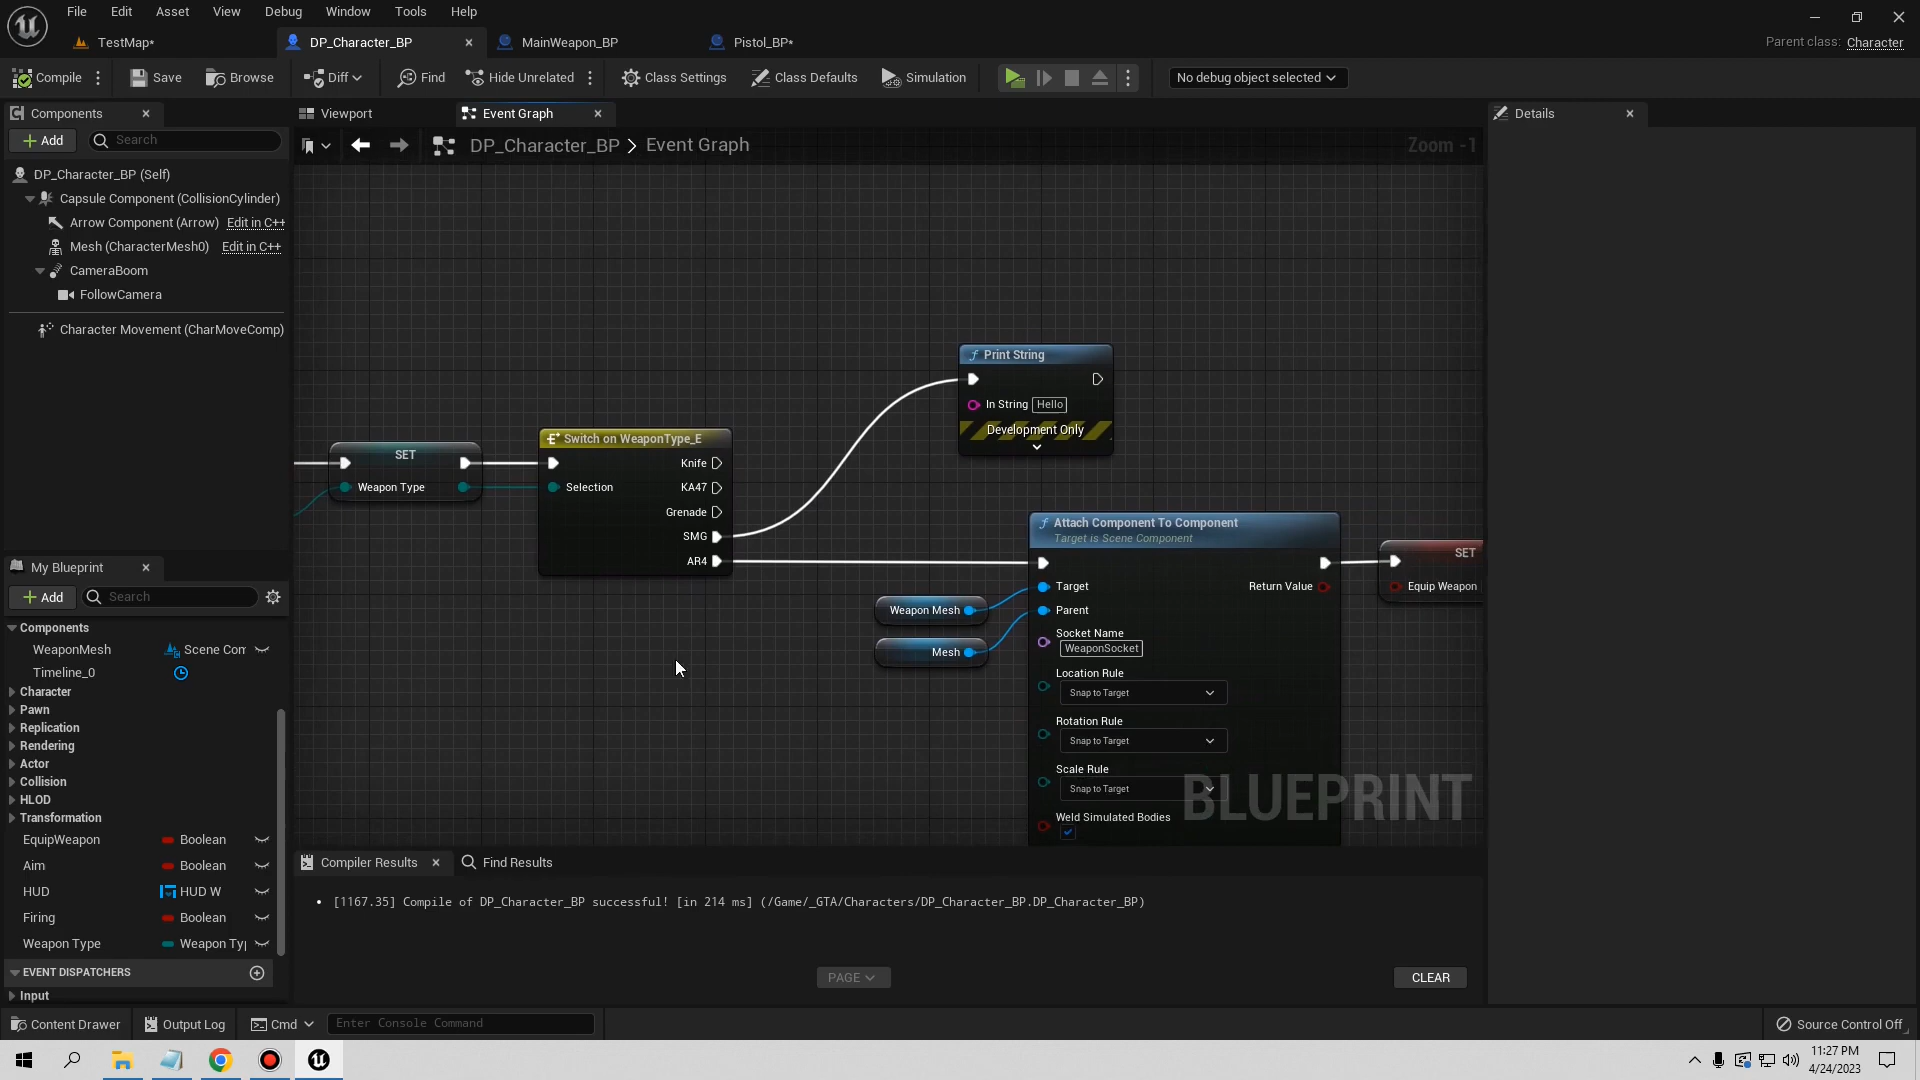 File Edit Asset View Debug Window Tools Help
TestMap* DP_Character_BP MainWeapon_BP Pistol_BP* Parent class: Character
Compile Save Browse Diff Find Hide Unrelated Class Settings Class Defaults Simulation No debug object selected
Components Viewport Event Graph Details
Add Search DP_Character_BP > Event Graph Zoom -1
DP_Character_BP (Self)
Capsule Component (CollisionCylinder)
Arrow Component (Arrow) Edit in C++
Mesh (CharacterMesh0) Edit in C++
CameraBoom
FollowCamera
Character Movement (CharMoveComp)
Print String
In String Hello
Development Only
SET
Weapon Type
Switch on WeaponType_E
Knife
Selection KA47
Grenade
SMG
AR4
Attach Component To Component
Target is Scene Component
Target Return Value
Parent
Socket Name
WeaponSocket
Location Rule
Snap to Target
Rotation Rule
Snap to Target
Scale Rule
Snap to Target
Weld Simulated Bodies
Weapon Mesh
Mesh
SET
Equip Weapon
BLUEPRINT
My Blueprint
Add Search
Components
WeaponMesh Scene Com
Timeline_0
Character
Pawn
Replication
Rendering
Actor
Collision
HLOD
Transformation
EquipWeapon Boolean
Aim Boolean
HUD HUD W
Firing Boolean
Weapon Type Weapon Ty
EVENT DISPATCHERS
Input
Compiler Results Find Results
[1167.35] Compile of DP_Character_BP successful! [in 214 ms] (/Game/_GTA/Characters/DP_Character_BP.DP_Character_BP)
PAGE CLEAR
Content Drawer Output Log Cmd Enter Console Command Source Control Off
11:27 PM
4/24/2023